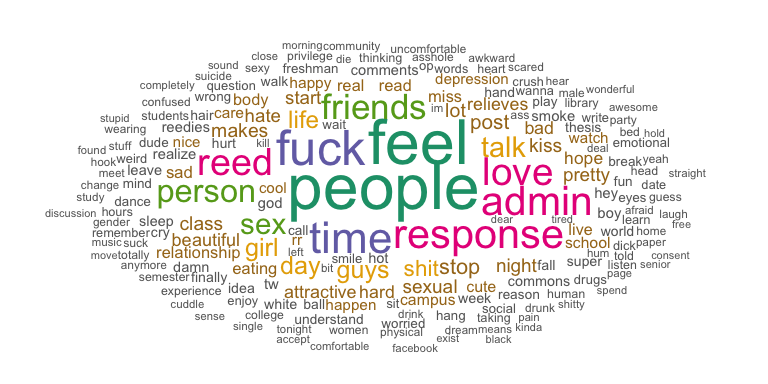 morning community
close privilege die thinking asshole uncomfortable
sound sexy freshman comments op words heart awkward scared
suicide question walk happy real read depression crush hear
completely wrong body start friends im miss relieves hand wanna male wonderful
confused students hair care hate life wait lot post ass smoke play library awesome
stupid reedies makes fuck feel bad thesis write party
wearing dude nice hurt kill talk kiss watch bed hold
found stuff realize reed love hope deal emotional
hook weird sad people pretty break yeah
meet leave person cool admin hey fun head straight
change mind god eyes date guess
study dance sex time response boy afraid laugh
discussion hours class call dear tired learn free
gender sleep girl rr live world home
remember cry beautiful left school dick paper
music suck relationship day bit smile hot shit stop night fall hum told consent
move totally eating guys super listen senior
anymore damn tw sexual cute commons drugs page
semester finally idea attractive hard campus week reason human spend
experience enjoy white ball happen sit social drunk shitty
cuddle college understand drink hang taking pain
sense single tonight women worried physical dream means kinda
accept comfortable facebook exist black